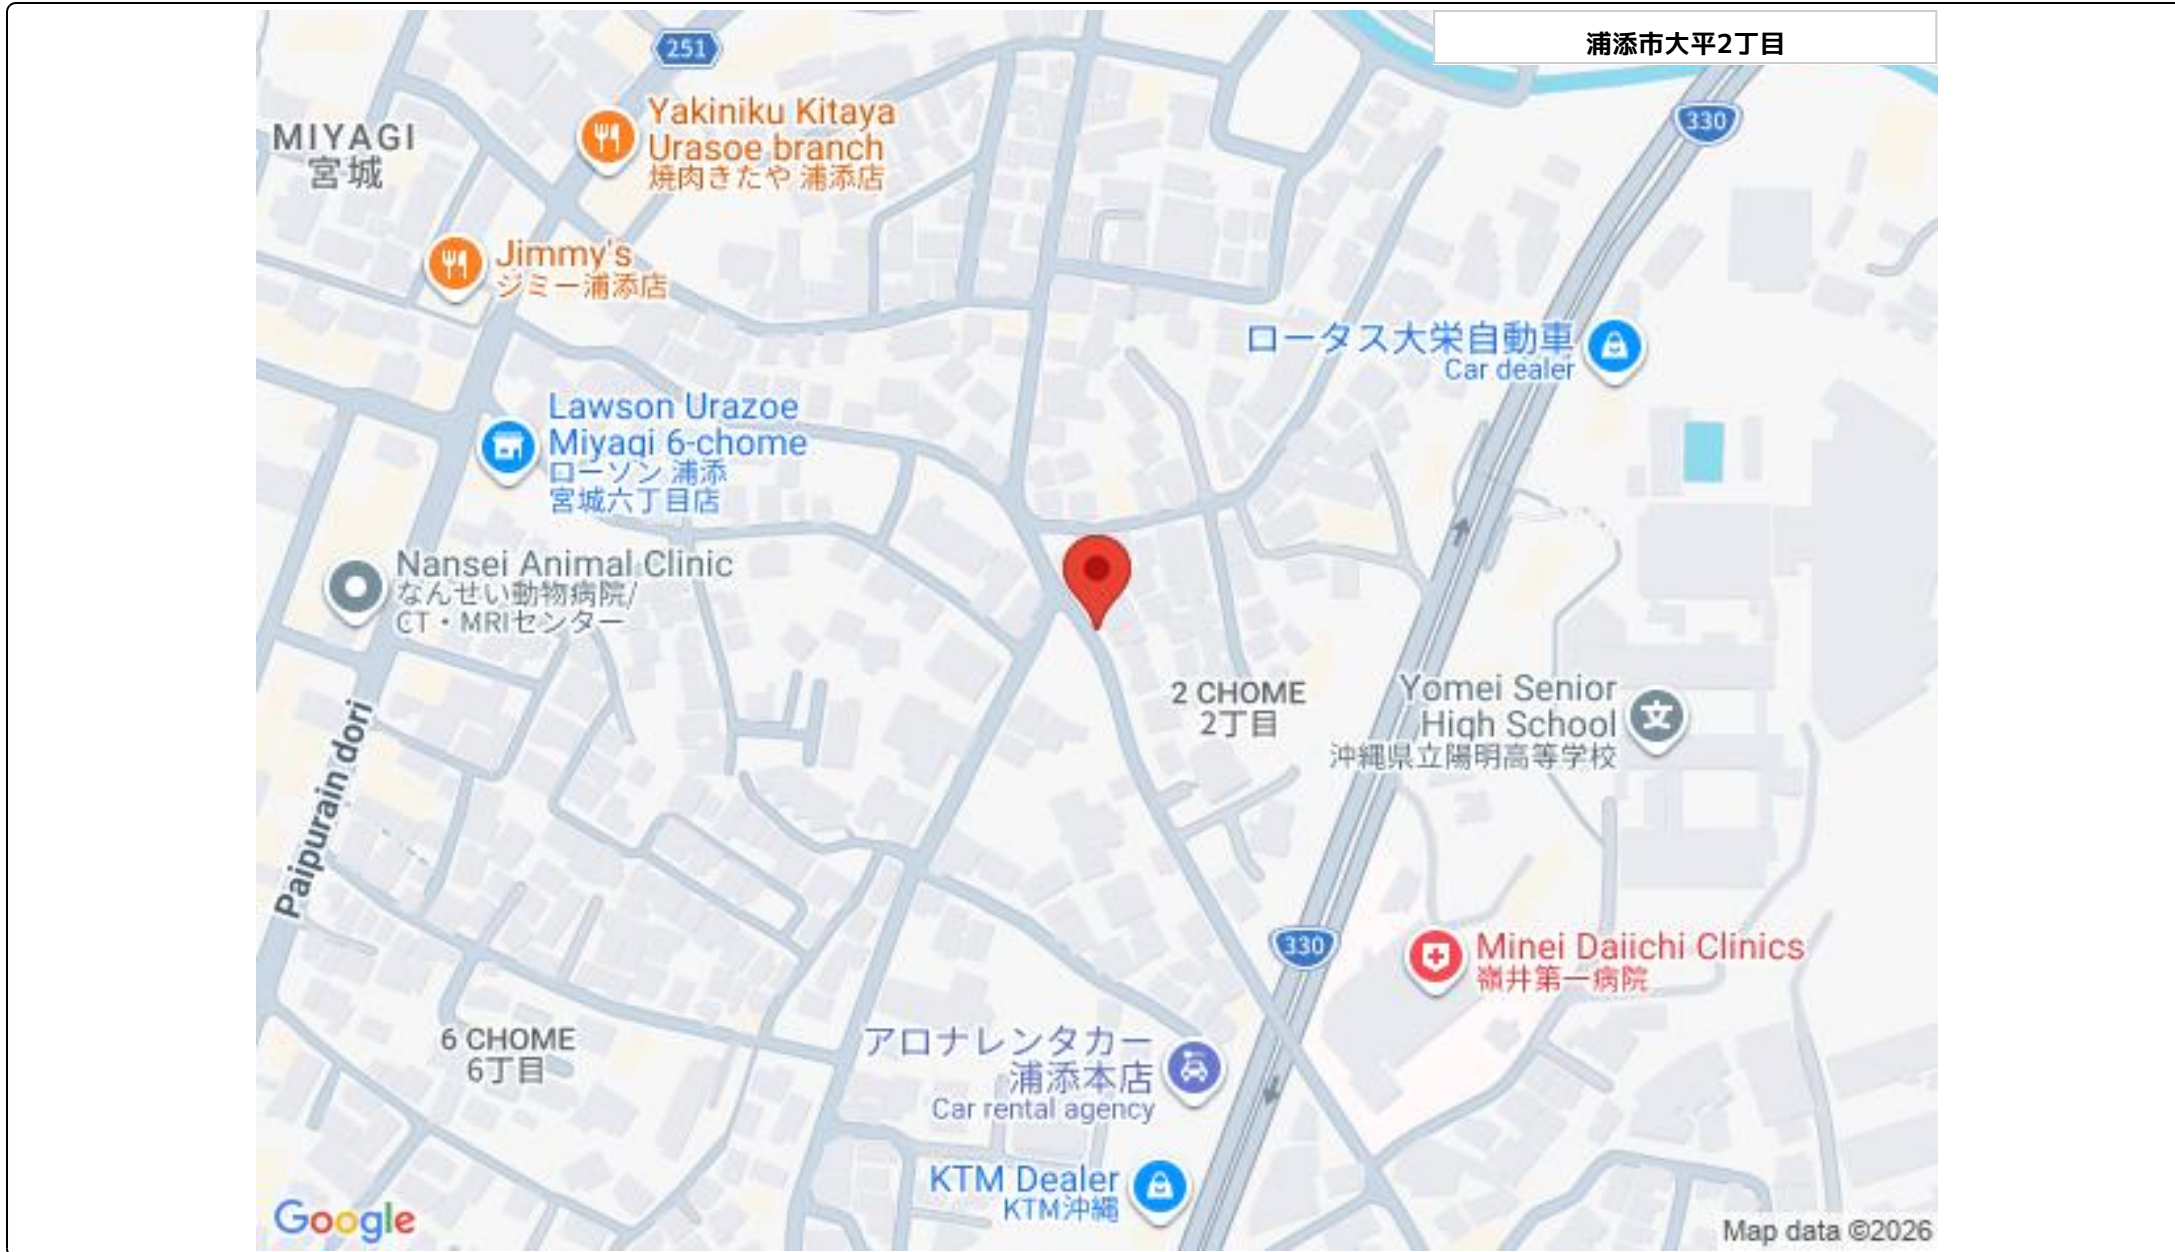 浦添市大平2丁目
251
330
Yakiniku Kitaya
Urasoe branch
焼肉きたや 浦添店
MIYAGI
宮城
Jimmy's
ジミー浦添店
ロータス大栄自動車
Car dealer
Lawson Urazoe
Miyagi 6-chome
ローソン 浦添
宮城六丁目店
Nansei Animal Clinic
なんせい動物病院/
CT・MRIセンター
2 CHOME
2丁目
Yomei Senior
High School
沖縄県立陽明高等学校
Paipurain dori
330
Minei Daiichi Clinics
嶺井第一病院
6 CHOME
6丁目
アロナレンタカー
浦添本店
Car rental agency
KTM Dealer
KTM沖縄
Google
Map data ©2026